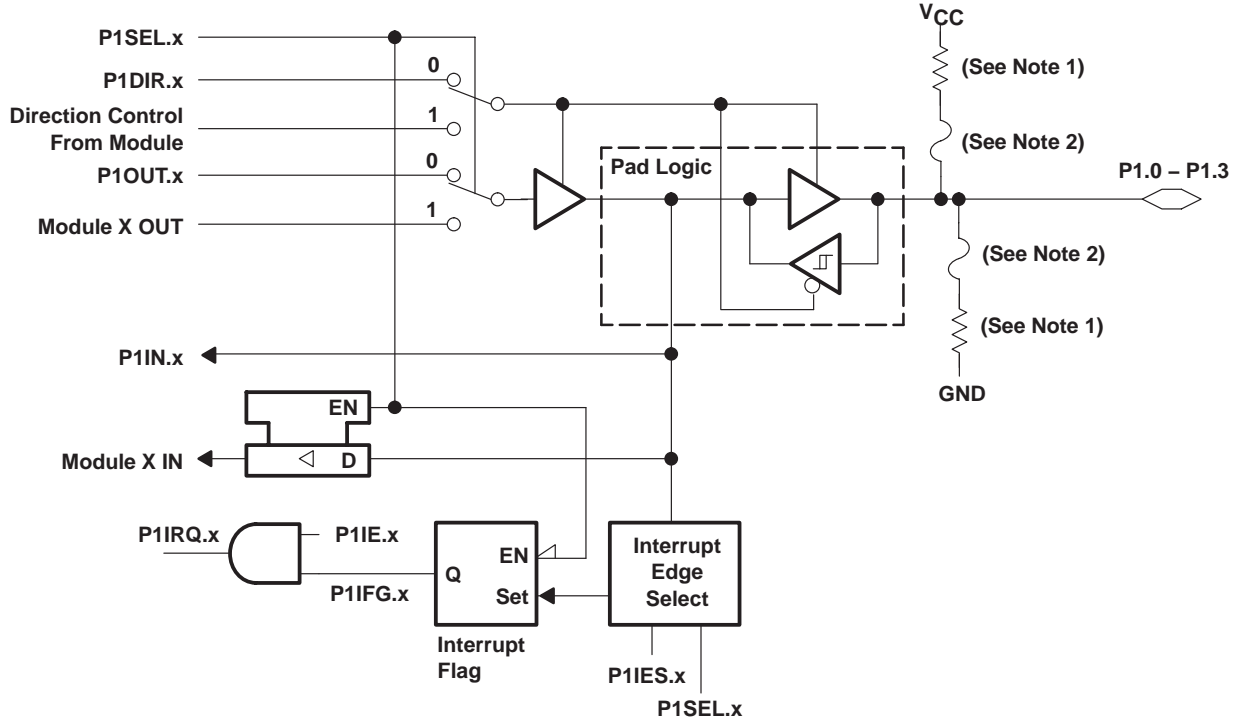 VCC
P1SEL.x
0
(See Note 1)
P1DIR.x
Direction Control
From Module
1
(See Note 2)
0
Pad Logic
P1.0 – P1.3
P1OUT.x
1
Module X OUT
(See Note 2)
(See Note 1)
P1IN.x
GND
EN
Module X IN
D
P1IRQ.x
P1IE.x
EN
Interrupt
Edge
Select
Q
P1IFG.x
Set
Interrupt
Flag
P1IES.x
P1SEL.x